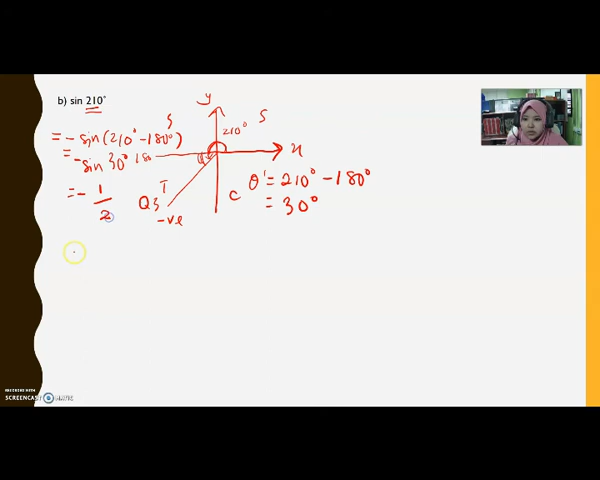 b) sin 210°
= -sin(210° - 180°)
= -sin 30°
= - 1/2
y
210°
S
S
180
x
T
Q3
-ve
C
θ' = 210° - 180°
= 30°
RECORDED WITH
SCREENCAST MATIC